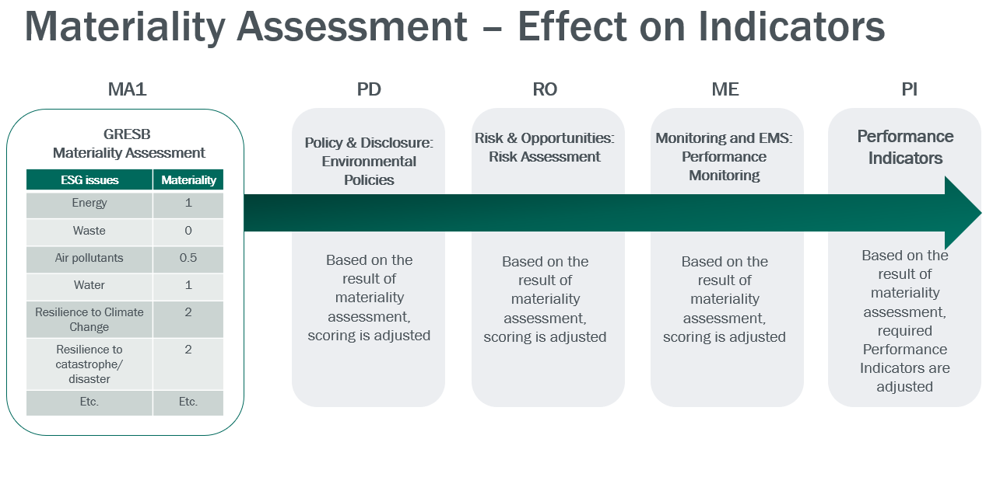 Materiality Assessment – Effect on Indicators
MA1
GRESB
Materiality Assessment
ESG issues Materiality
Energy 1
Waste 0
Air pollutants 0.5
Water 1
Resilience to Climate
Change
2
Resilience to
catastrophe/
disaster
2
Etc. Etc.
PD
Policy & Disclosure:
Environmental
Policies
Based on the
result of
materiality
assessment,
scoring is adjusted
RO
Risk & Opportunities:
Risk Assessment
Based on the
result of
materiality
assessment,
scoring is adjusted
ME
Monitoring and EMS:
Performance
Monitoring
Based on the
result of
materiality
assessment,
scoring is adjusted
PI
Performance
Indicators
Based on the
result of
materiality
assessment,
required
Performance
Indicators are
adjusted